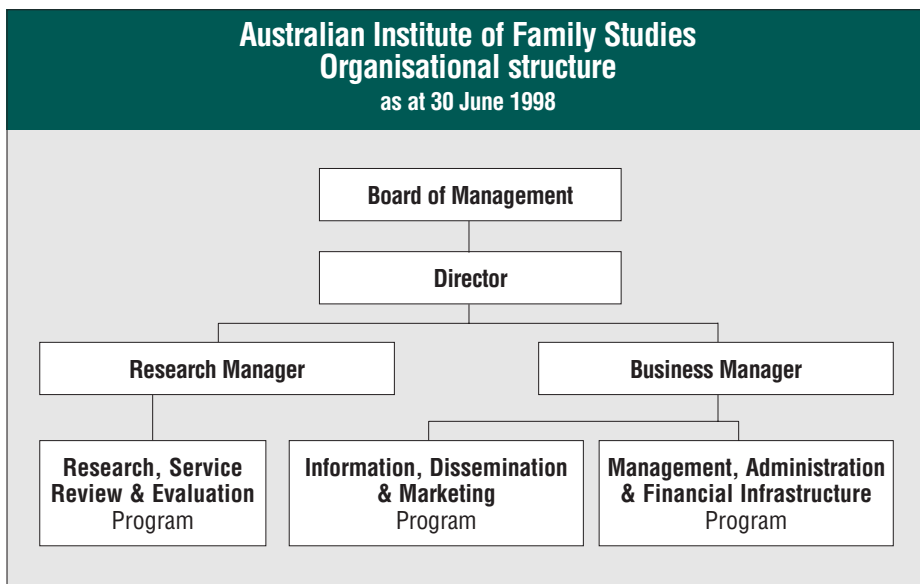 Australian Institute of Family Studies
Organisational structure
as at 30 June 1998
Board of Management
Director
Research Manager
Business Manager
Research, Service
Review & Evaluation
Program
Information, Dissemination
& Marketing
Program
Management, Administration
& Financial Infrastructure
Program